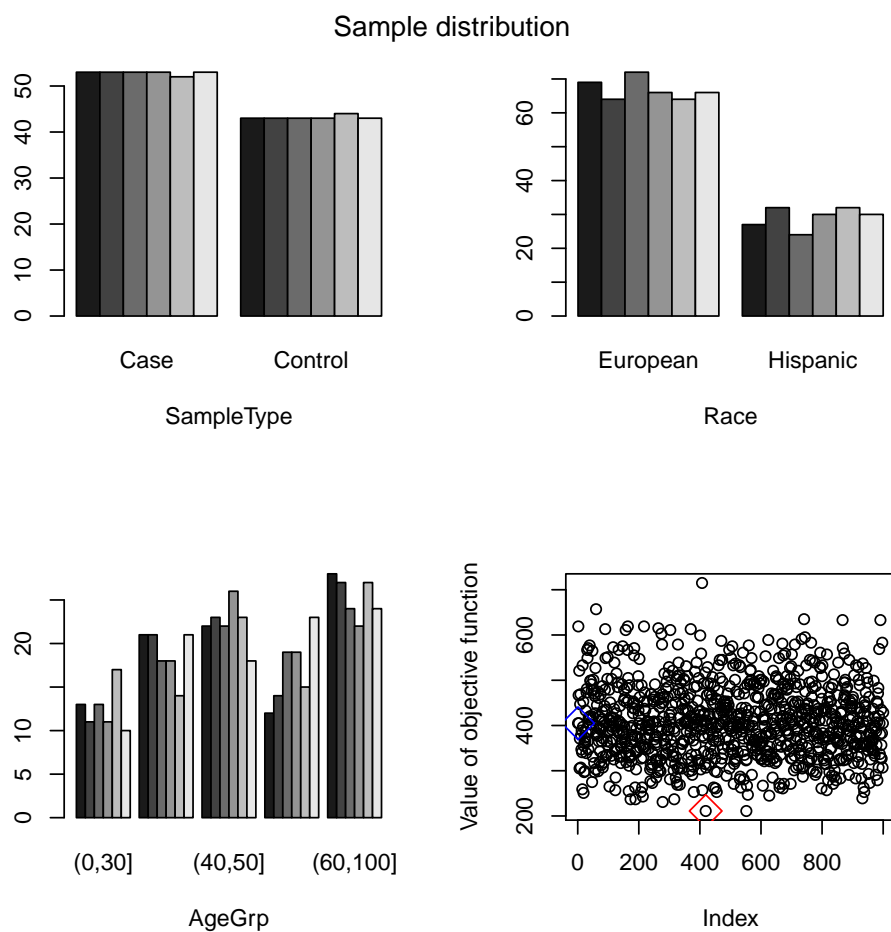 Sample distribution
0 10 20 30 40 50
Case Control
SampleType
0 20 40 60
European Hispanic
Race
0 5 10 20
(0,30] (40,50] (60,100]
AgeGrp
Value of objective function
200 400 600
0 200 400 600 800
Index